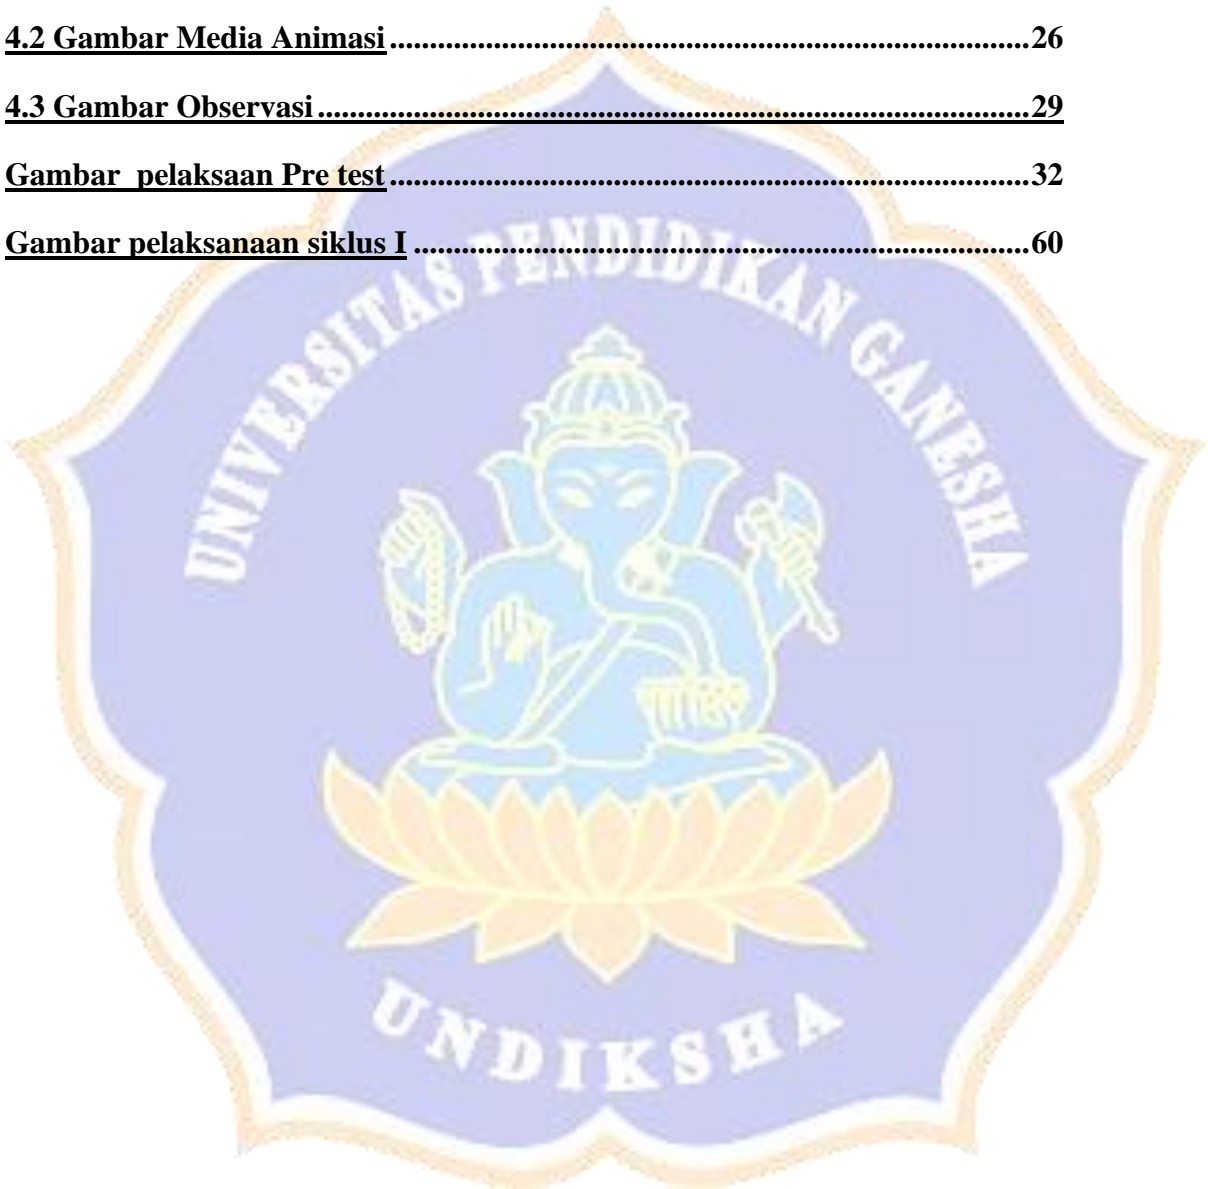 4.2 Gambar Media Animasi................................................................................26
4.3 Gambar Observasi.........................................................................................29
Gambar  pelaksaan Pre test................................................................................32
Gambar pelaksanaan siklus I .............................................................................60
UNIVERSITAS PENDIDIKAN GANESHA
UNDIKSHA